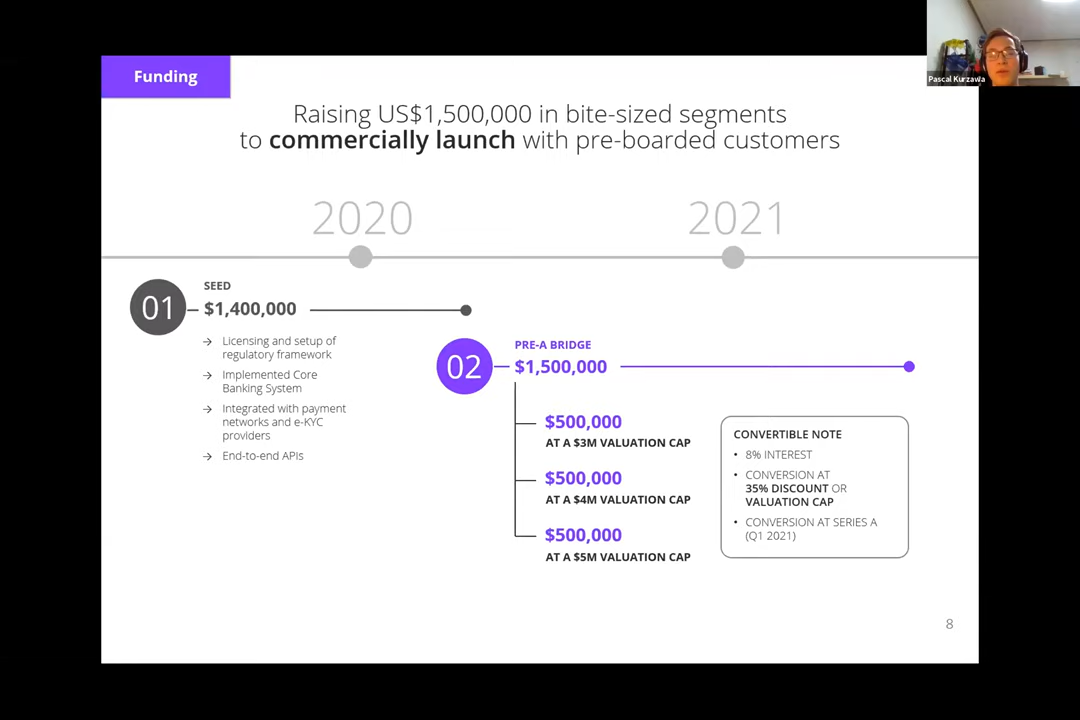 Funding
Pascal Kurzawa
Raising US$1,500,000 in bite-sized segments
to commercially launch with pre-boarded customers
2020
2021
01
SEED
$1,400,000
→ Licensing and setup of
regulatory framework
→ Implemented Core
Banking System
→ Integrated with payment
networks and e-KYC
providers
→ End-to-end APIs
02
PRE-A BRIDGE
$1,500,000
$500,000
AT A $3M VALUATION CAP
$500,000
AT A $4M VALUATION CAP
$500,000
AT A $5M VALUATION CAP
CONVERTIBLE NOTE
• 8% INTEREST
• CONVERSION AT
35% DISCOUNT OR
VALUATION CAP
• CONVERSION AT SERIES A
(Q1 2021)
8